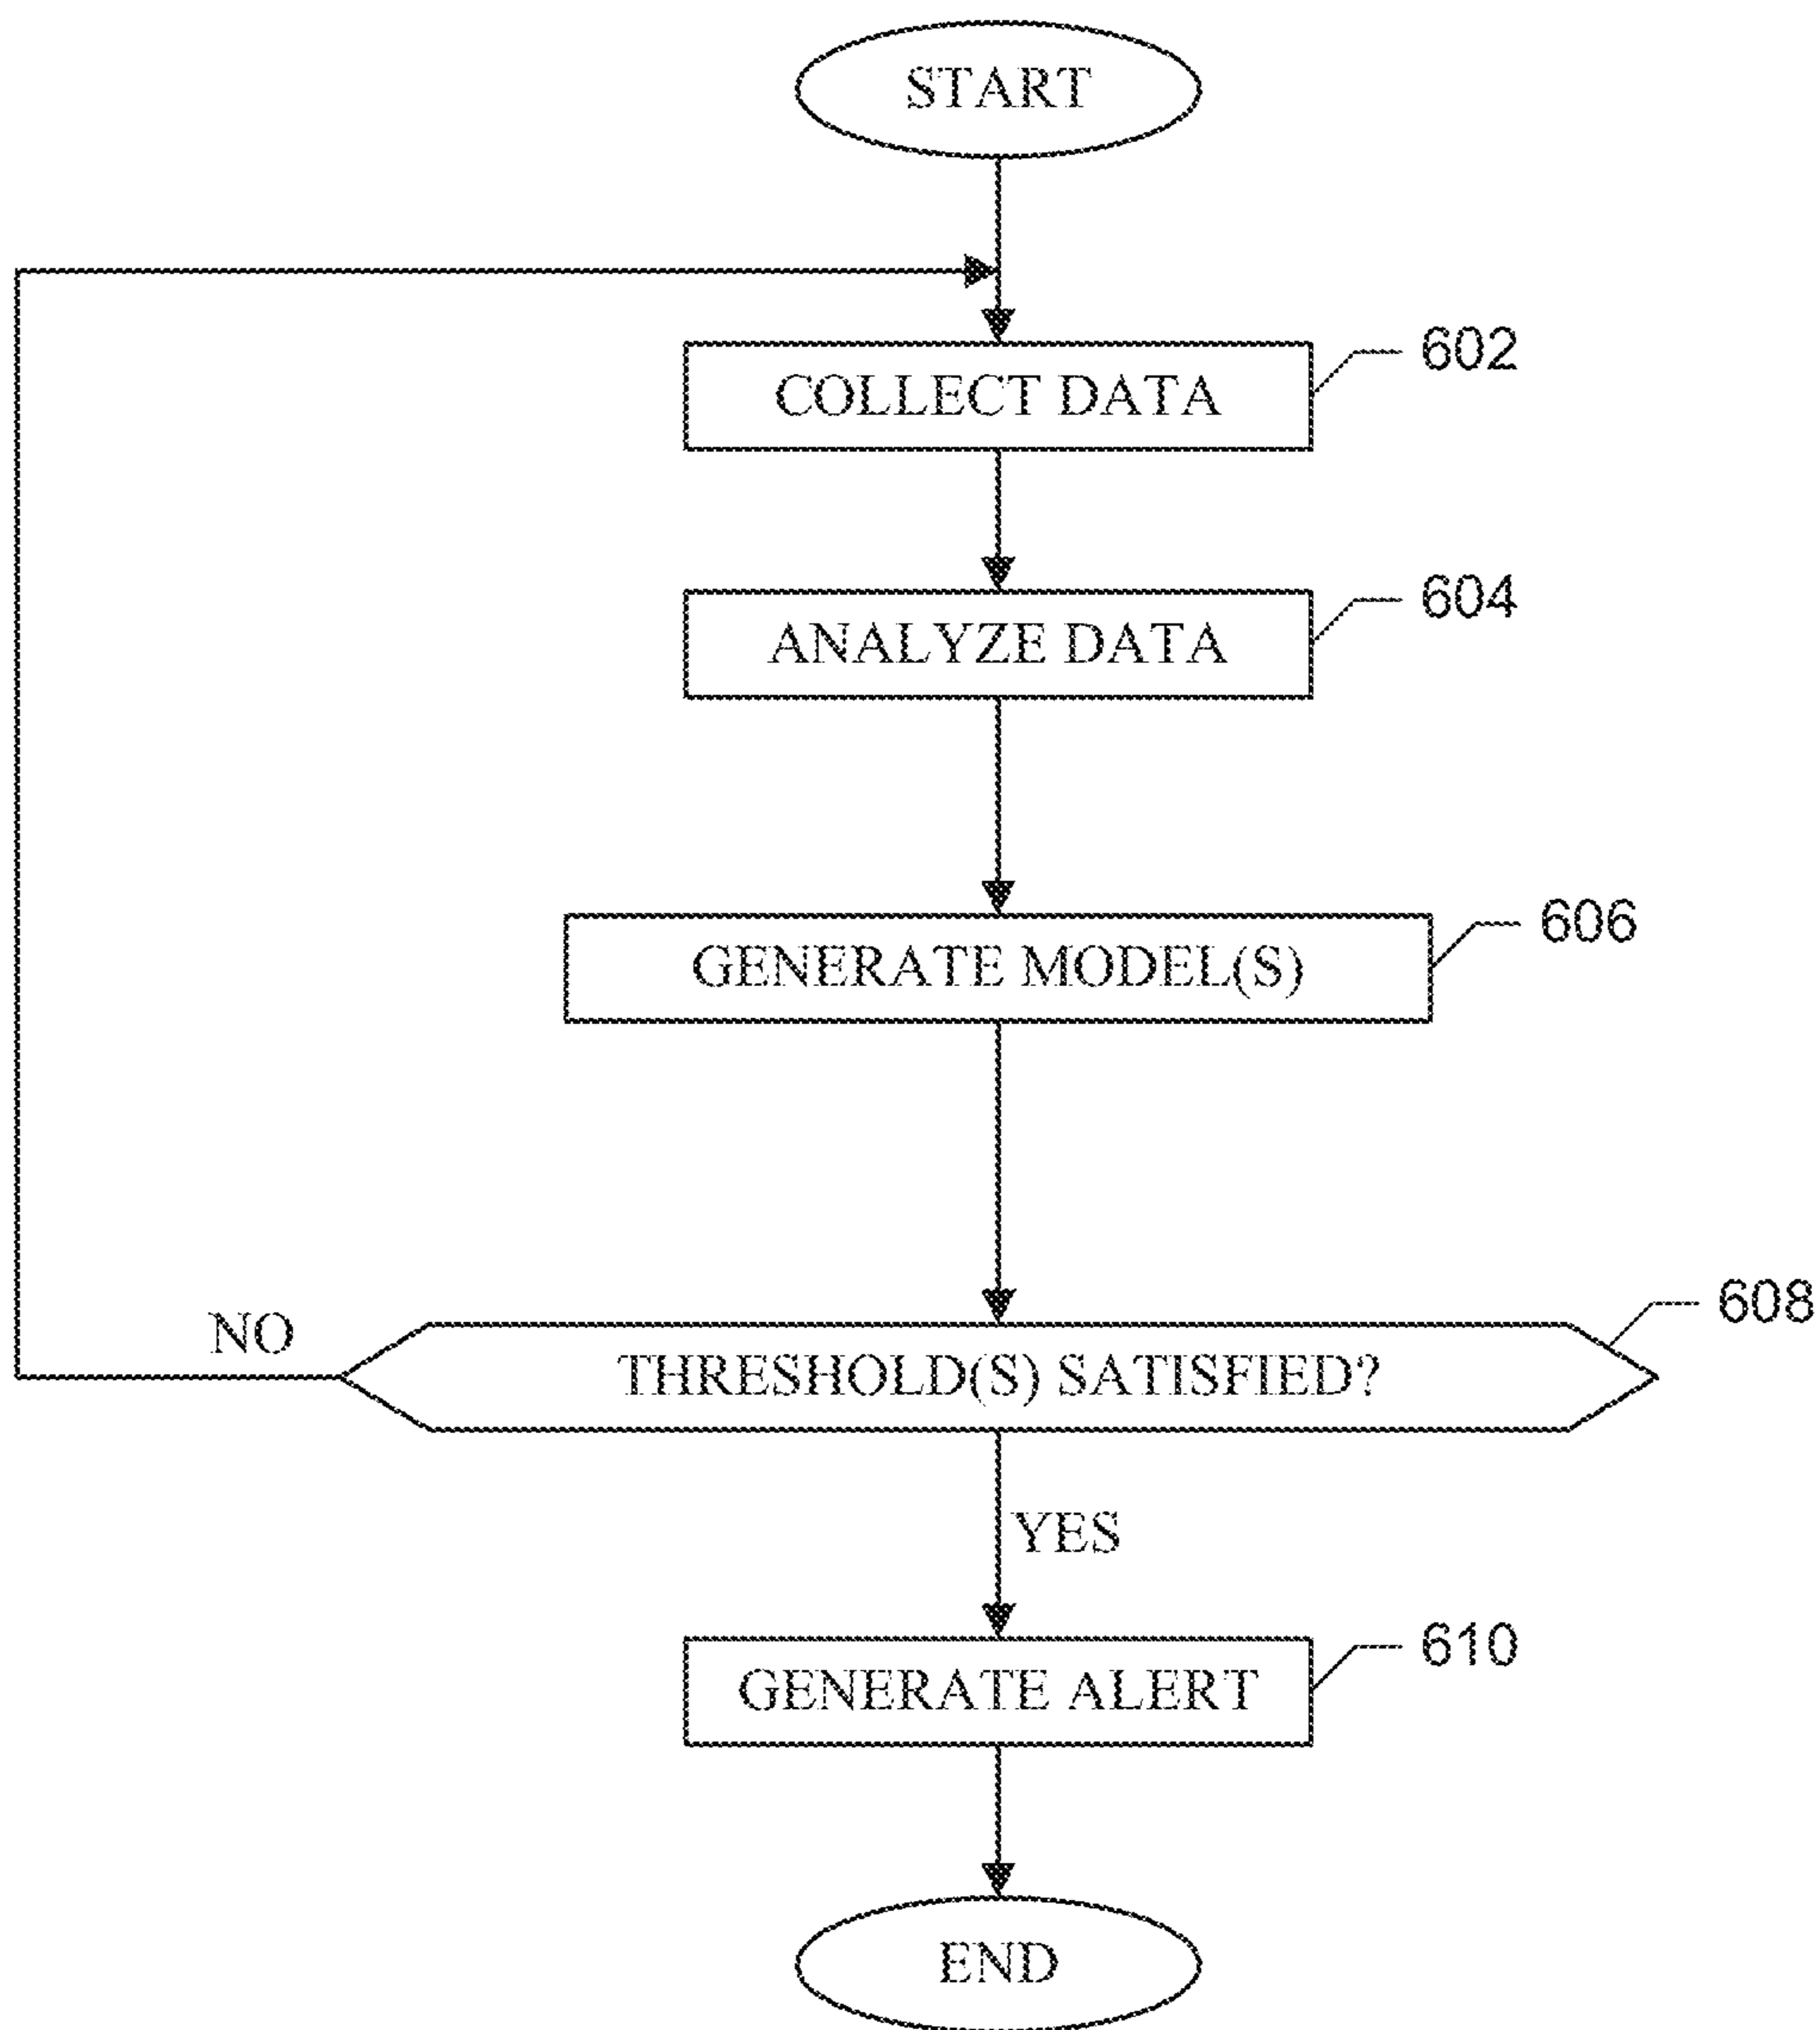 START
COLLECT DATA
602
ANALYZE DATA
604
GENERATE MODEL(S)
606
THRESHOLD(S) SATISFIED?
608
NO
YES
GENERATE ALERT
610
END